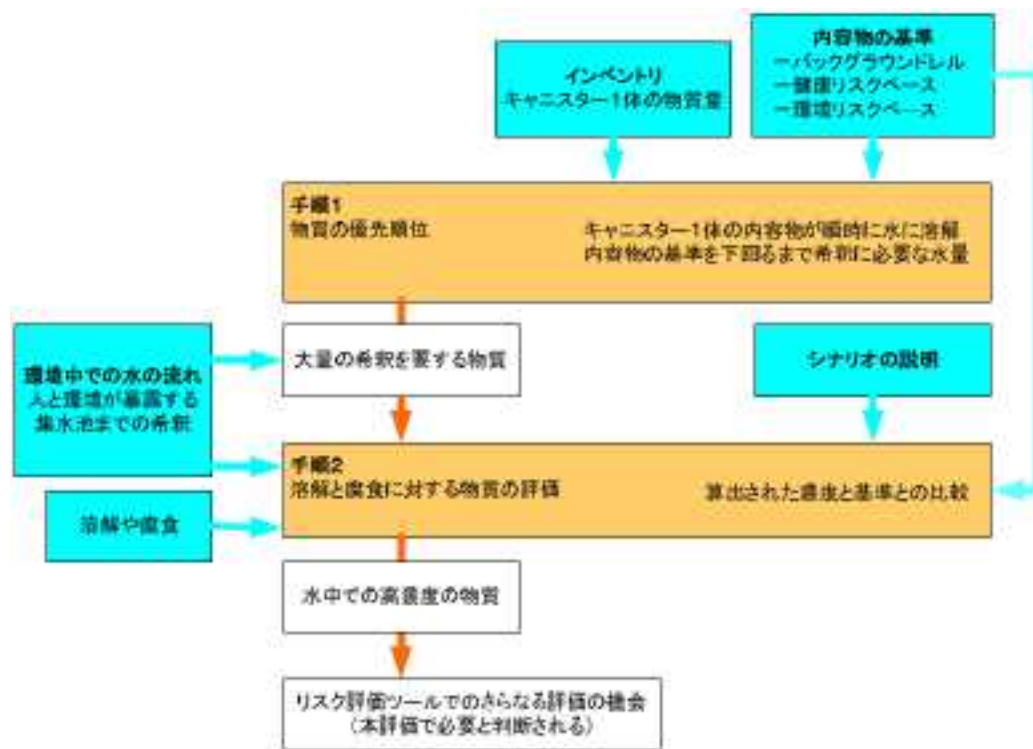 内容物の基準
ーバックグラウンドレル
ー健康リスクベース
ー環境リスクベース
インベントリ
キャニスター1体の物質量
手順1
物質の優先順位
キャニスター1体の内容物が瞬時に水に溶解
内容物の基準を下回るまで希釈に必要な水量
大量の希釈を要する物質
環境中での水の流れ
人と環境が暴露する
集水池までの希釈
シナリオの説明
手順2
溶解と腐食に対する物質の評価
算出された濃度と基準との比較
溶解や腐食
水中での高濃度の物質
リスク評価ツールでのさらなる評価の機会
(本評価で必要と判断される)